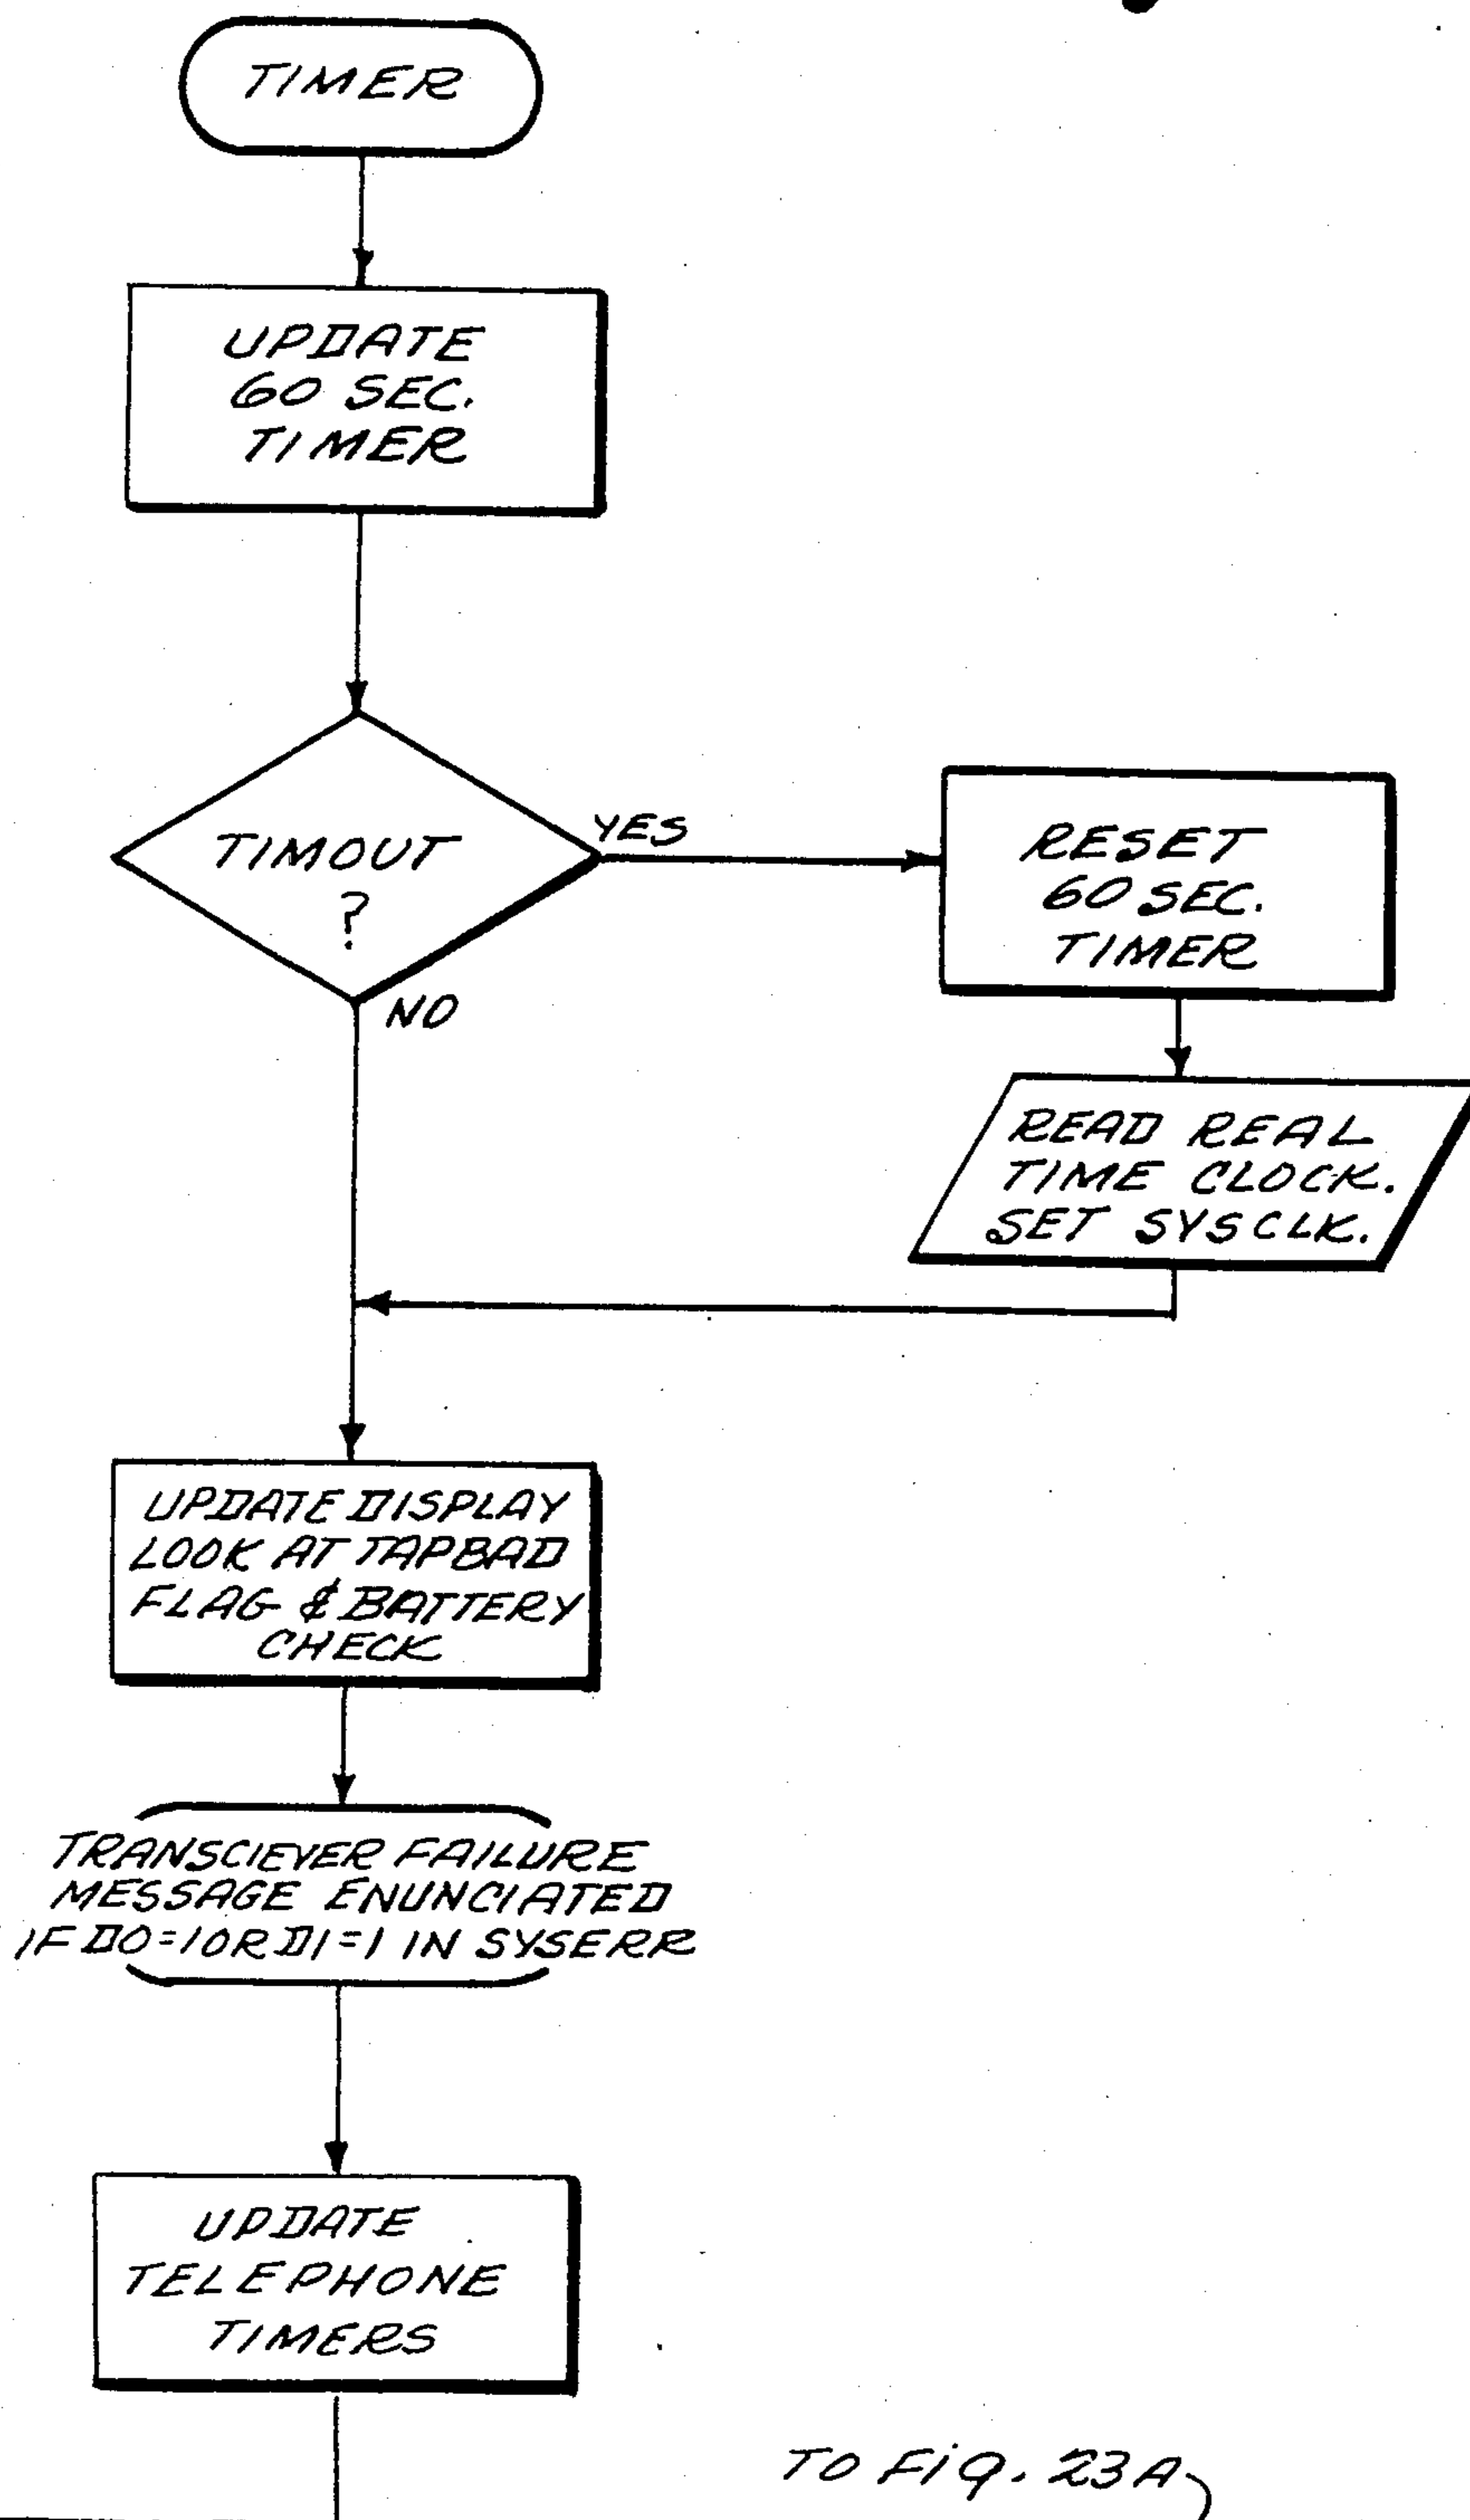 TIMER
UPDATE
60 SEC.
TIMER
TIMOUT
?
YES
NO
RESET
60 SEC.
TIMER
READ REAL
TIME CLOCK.
SET SYSCLK.
UPDATE DISPLAY
LOOK AT TAPBAD
FLAG & BATTERY
CHECK
TRANSCIEVER FAILURE
MESSAGE ENUNCIATED
IF D0=1 OR D1=1 IN SYSERR
UPDATE
TELEPHONE
TIMERS
TO FIG. 23A